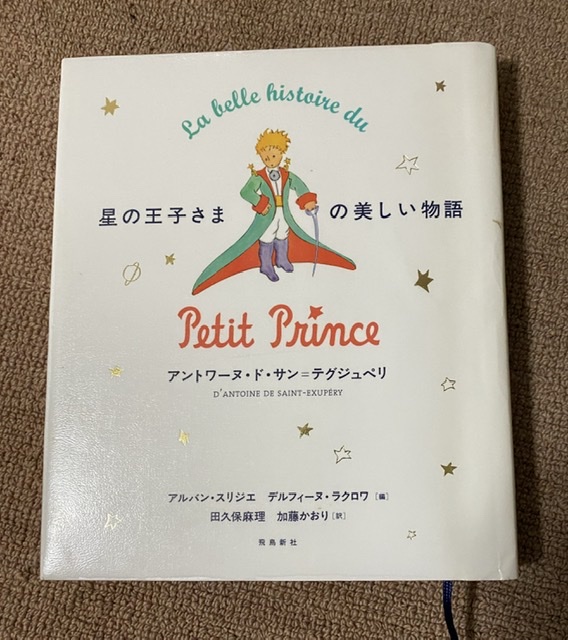 La belle histoire du
星の王子さま の美しい物語
Petit Prince
アントワーヌ・ド・サン=テグジュペリ
D'ANTOINE DE SAINT-EXUPÉRY
アルバン・スリジエ デルフィーヌ・ラクロワ [編]
田久保麻理 加藤かおり [訳]
飛鳥新社